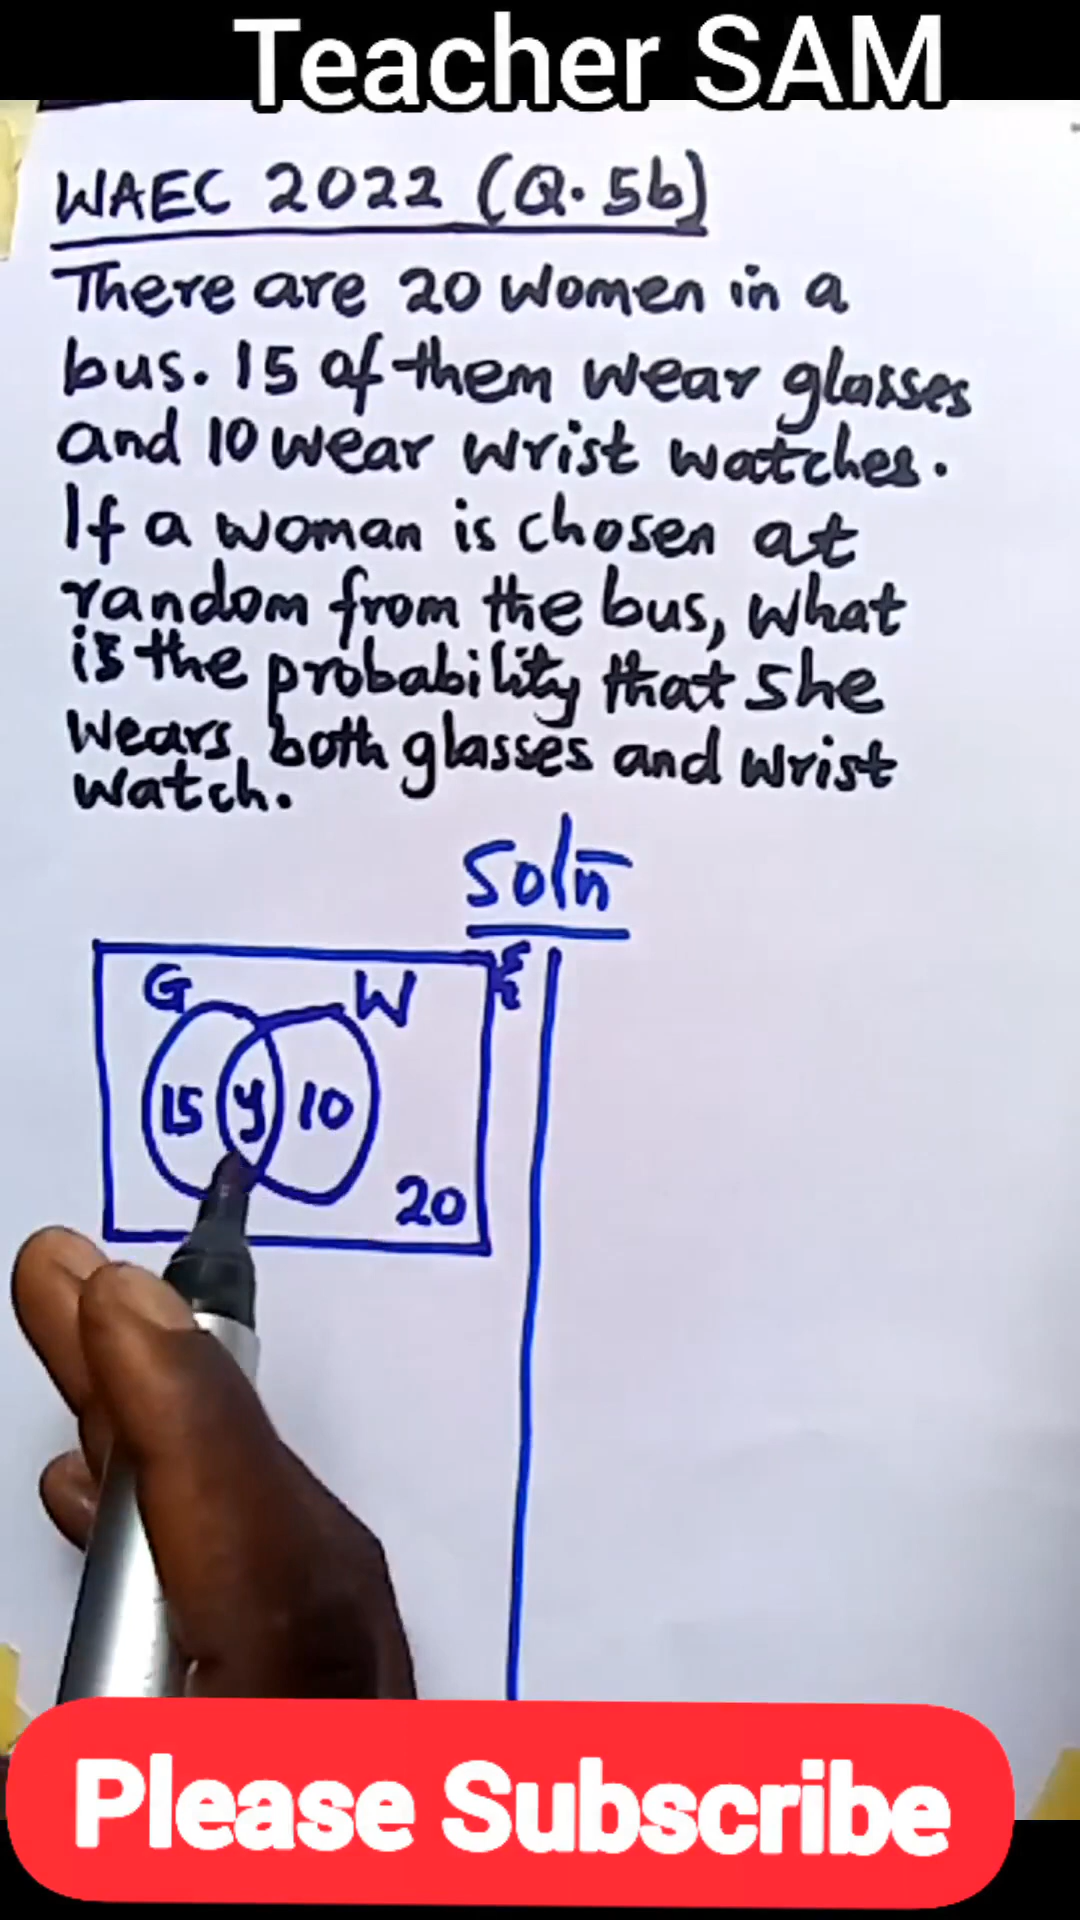 Teacher SAM
WAEC 2022 (Q. 5b)
There are 20 women in a
bus. 15 of them wear glasses
and 10 wear wrist watches.
If a woman is chosen at
random from the bus, what
is the probability that she
wears both glasses and wrist
watch.
Soln
G W
15 y 10
20
Please Subscribe